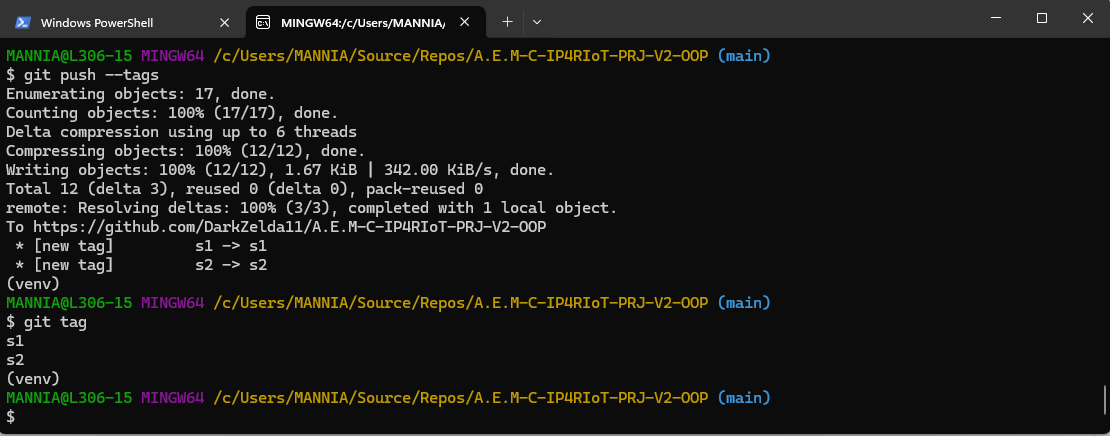 Windows PowerShell
MINGW64:/c/Users/MANNIA/
MANNIA@L306-15 MINGW64 /c/Users/MANNIA/Source/Repos/A.E.M-C-IP4RIoT-PRJ-V2-OOP (main)
$ git push --tags
Enumerating objects: 17, done.
Counting objects: 100% (17/17), done.
Delta compression using up to 6 threads
Compressing objects: 100% (12/12), done.
Writing objects: 100% (12/12), 1.67 KiB | 342.00 KiB/s, done.
Total 12 (delta 3), reused 0 (delta 0), pack-reused 0
remote: Resolving deltas: 100% (3/3), completed with 1 local object.
To https://github.com/DarkZelda11/A.E.M-C-IP4RIoT-PRJ-V2-OOP
 * [new tag]         s1 -> s1
 * [new tag]         s2 -> s2
(venv)
MANNIA@L306-15 MINGW64 /c/Users/MANNIA/Source/Repos/A.E.M-C-IP4RIoT-PRJ-V2-OOP (main)
$ git tag
s1
s2
(venv)
MANNIA@L306-15 MINGW64 /c/Users/MANNIA/Source/Repos/A.E.M-C-IP4RIoT-PRJ-V2-OOP (main)
$